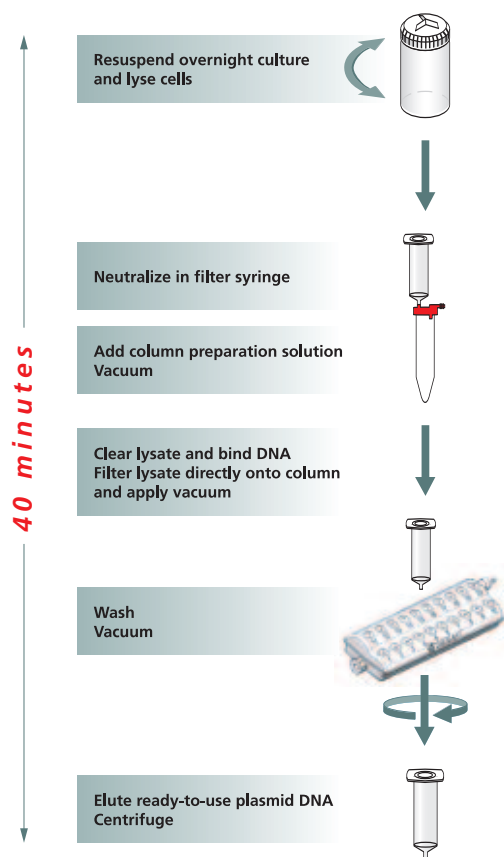 Resuspend overnight culture
and lyse cells
Neutralize in filter syringe
Add column preparation solution
Vacuum
Clear lysate and bind DNA
Filter lysate directly onto column
and apply vacuum
Wash
Vacuum
Elute ready-to-use plasmid DNA
Centrifuge
40 minutes